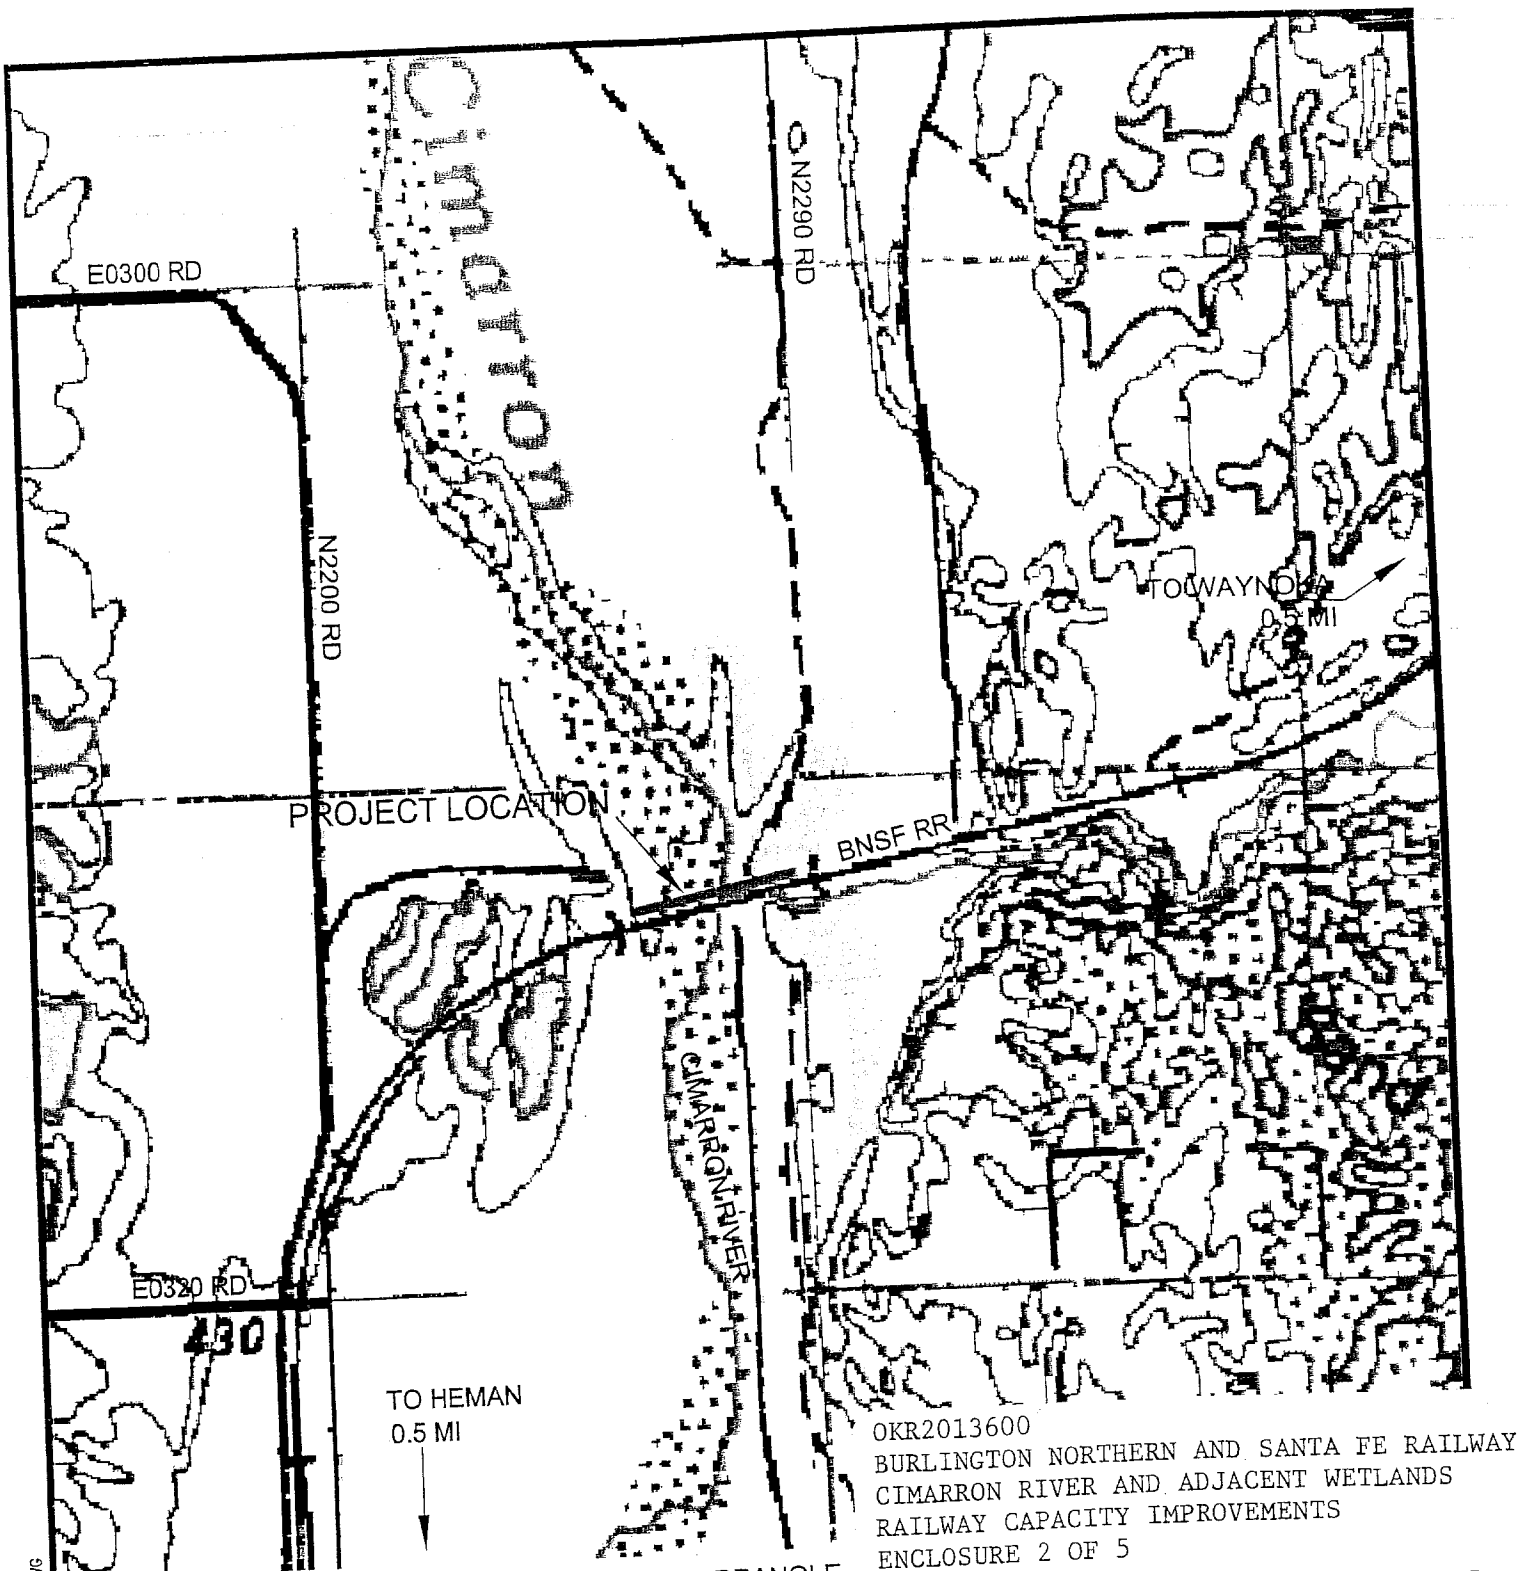 Cimarron
N2290 RD
E0300 RD
N2200 RD
TO WAYNOKA
0.5 MI
PROJECT LOCATION
BNSF RR
CIMARRON RIVER
E0320 RD
430
TO HEMAN
0.5 MI
OKR2013600
BURLINGTON NORTHERN AND SANTA FE RAILWAY
CIMARRON RIVER AND ADJACENT WETLANDS
RAILWAY CAPACITY IMPROVEMENTS
ENCLOSURE 2 OF 5